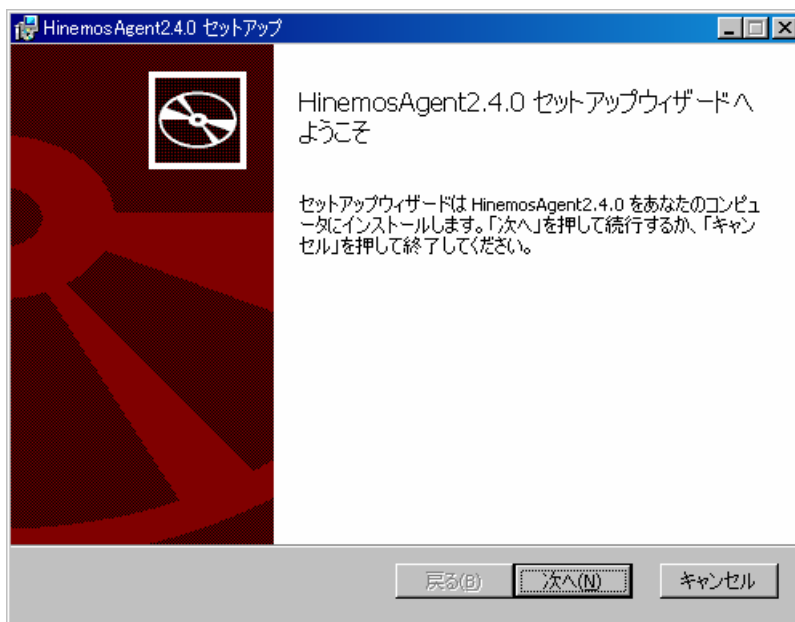 HinemosAgent2.4.0 セットアップ
HinemosAgent2.4.0 セットアップウィザードへ
ようこそ
セットアップウィザードは HinemosAgent2.4.0 をあなたのコンピュ
ータにインストールします。「次へ」を押して続行するか、「キャン
セル」を押して終了してください。
戻る(B) 次へ(N) キャンセル